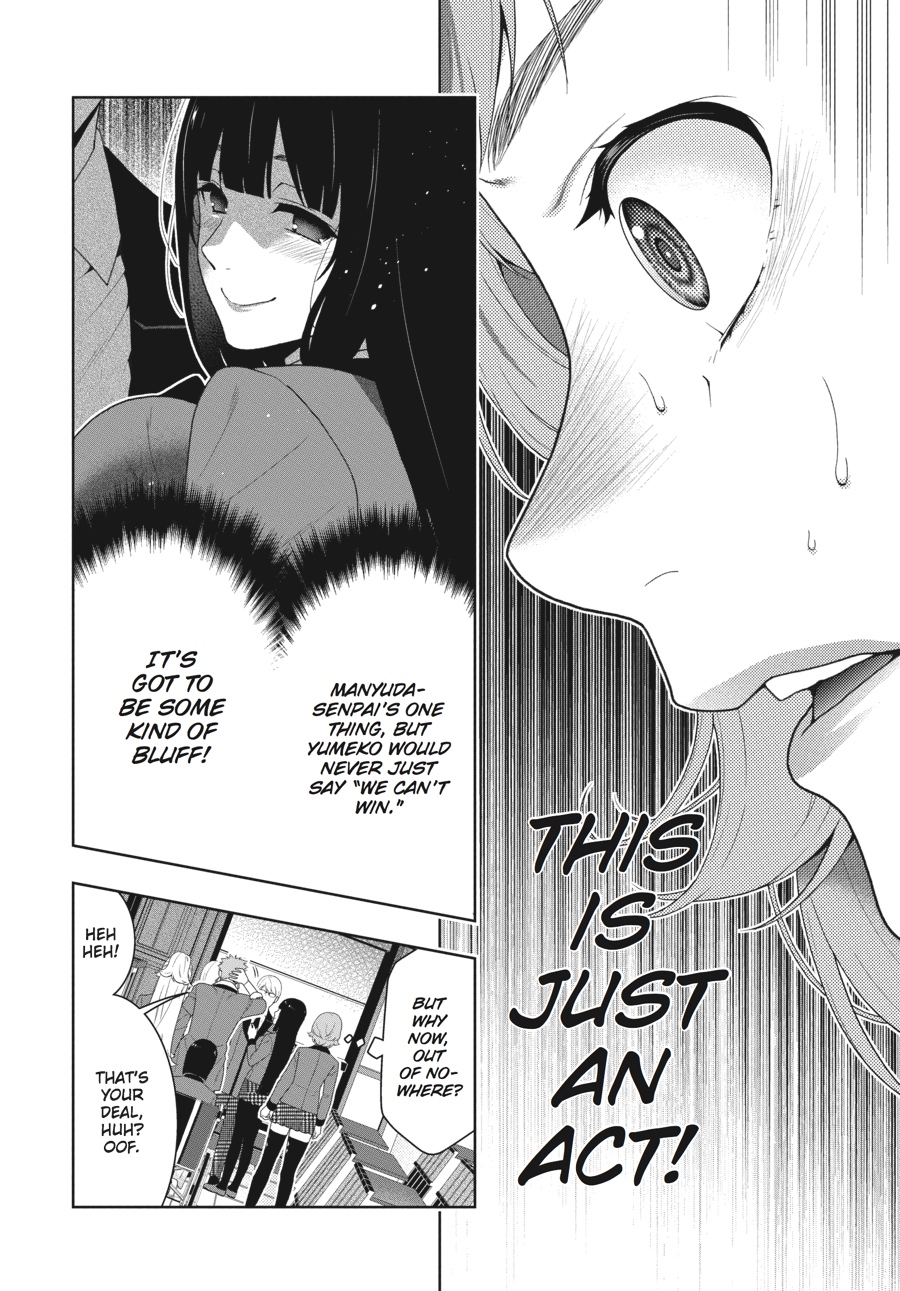 THIS
IS
JUST
AN
ACT!
MANYUDA-
SENPAI'S ONE
THING, BUT
YUMEKO WOULD
NEVER JUST
SAY "WE CAN'T
WIN."
IT'S
GOT TO
BE SOME
KIND OF
BLUFF!
BUT
WHY
NOW,
OUT
OF NO-
WHERE?
HEH
HEH!
THAT'S
YOUR
DEAL,
HUH?
OOF.